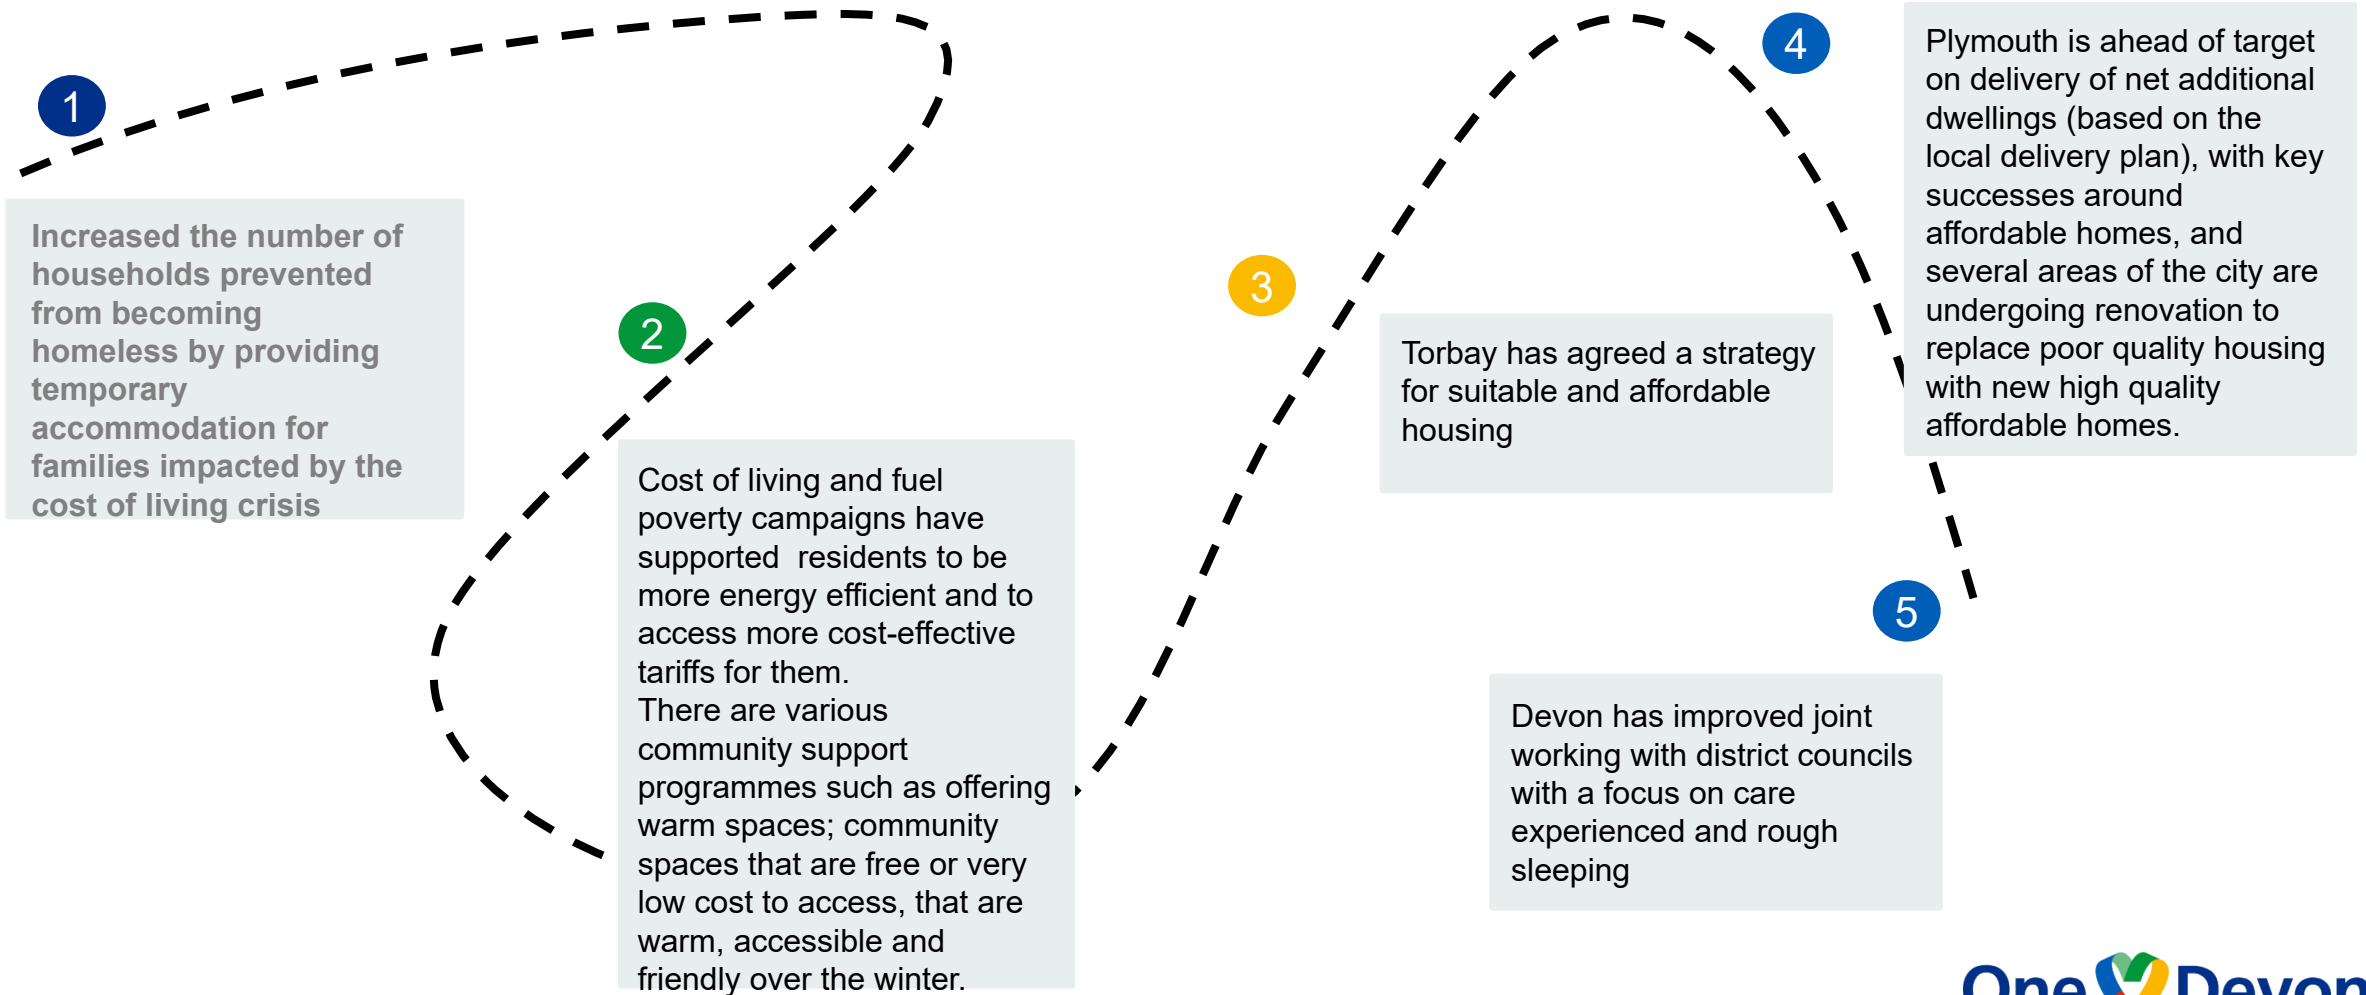 1
Increased the number of
households prevented
from becoming
homeless by providing
temporary
accommodation for
families impacted by the
cost of living crisis
2
Cost of living and fuel
poverty campaigns have
supported  residents to be
more energy efficient and to
access more cost-effective
tariffs for them.
There are various
community support
programmes such as offering
warm spaces; community
spaces that are free or very
low cost to access, that are
warm, accessible and
friendly over the winter.
3
Torbay has agreed a strategy
for suitable and affordable
housing
4
Plymouth is ahead of target
on delivery of net additional
dwellings (based on the
local delivery plan), with key
successes around
affordable homes, and
several areas of the city are
undergoing renovation to
replace poor quality housing
with new high quality
affordable homes.
5
Devon has improved joint
working with district councils
with a focus on care
experienced and rough
sleeping
One Devon